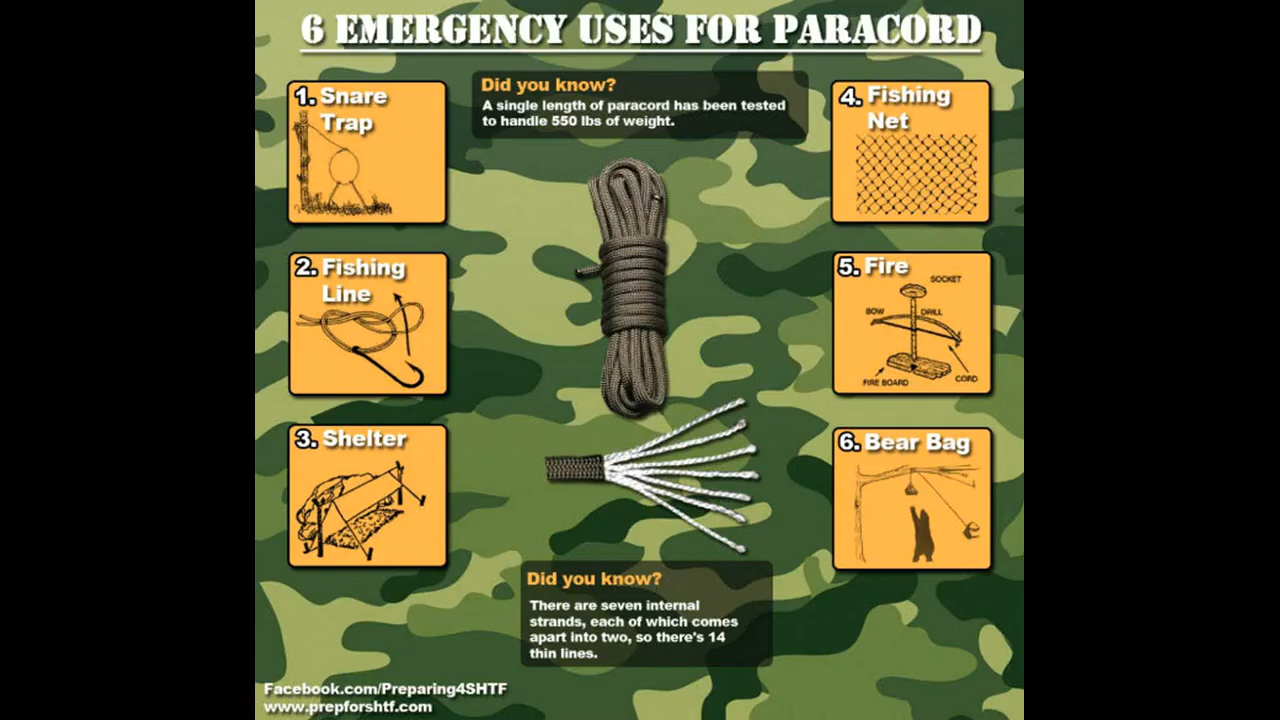 6 EMERGENCY USES FOR PARACORD
1. Snare
Trap
Did you know?
A single length of paracord has been tested
to handle 550 lbs of weight.
4. Fishing
Net
2. Fishing
Line
5. Fire
SOCKET
BOW
DRILL
FIRE BOARD
CORD
3. Shelter
6. Bear Bag
Did you know?
There are seven internal
strands, each of which comes
apart into two, so there's 14
thin lines.
Facebook.com/Preparing4SHTF
www.prepforshtf.com